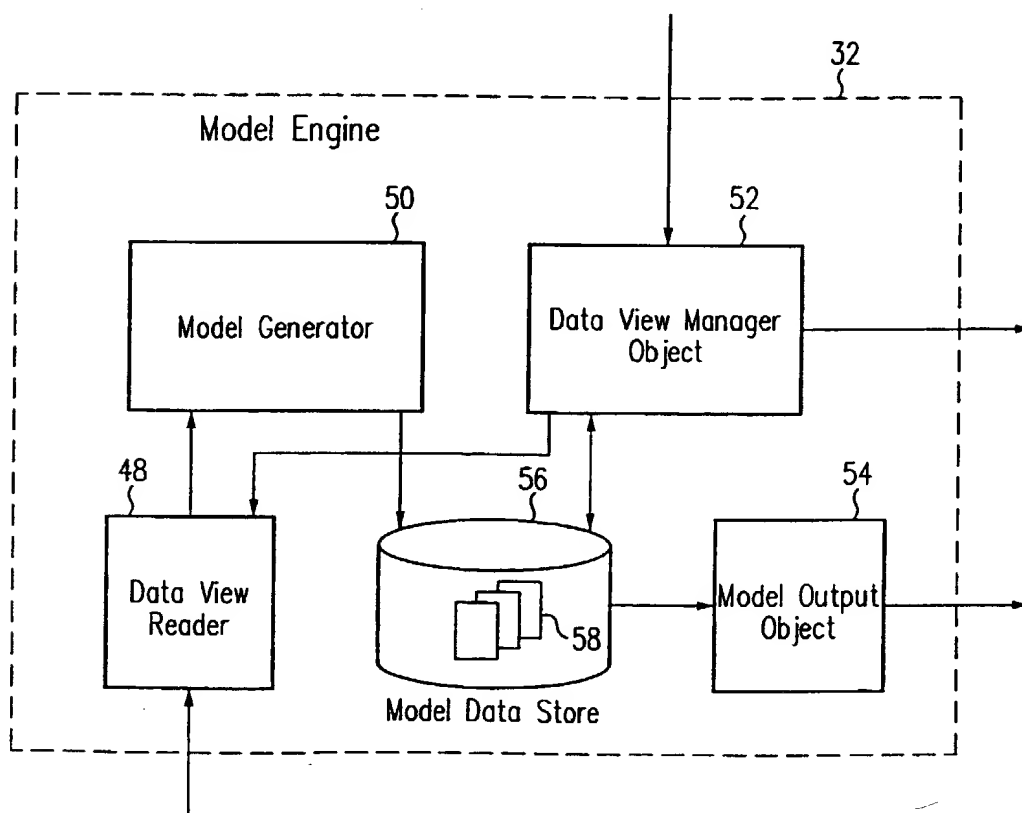 32
Model Engine
50
52
Model Generator
Data View Manager
Object
48
56
54
Data View
Reader
58
Model Output
Object
Model Data Store